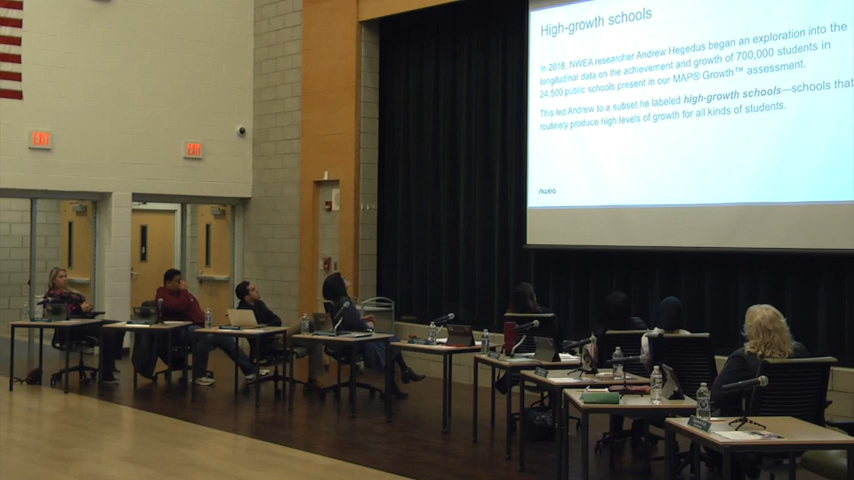 High-growth schools
In 2018, NWEA researcher Andrew Hegedus began an exploration into the
longitudinal data on the achievement and growth of 700,000 students in
24,500 public schools present in our MAP® Growth™ assessment.
This led Andrew to a subset he labeled high-growth schools—schools that
routinely produce high levels of growth for all kinds of students.
nwea
EXIT
EXIT